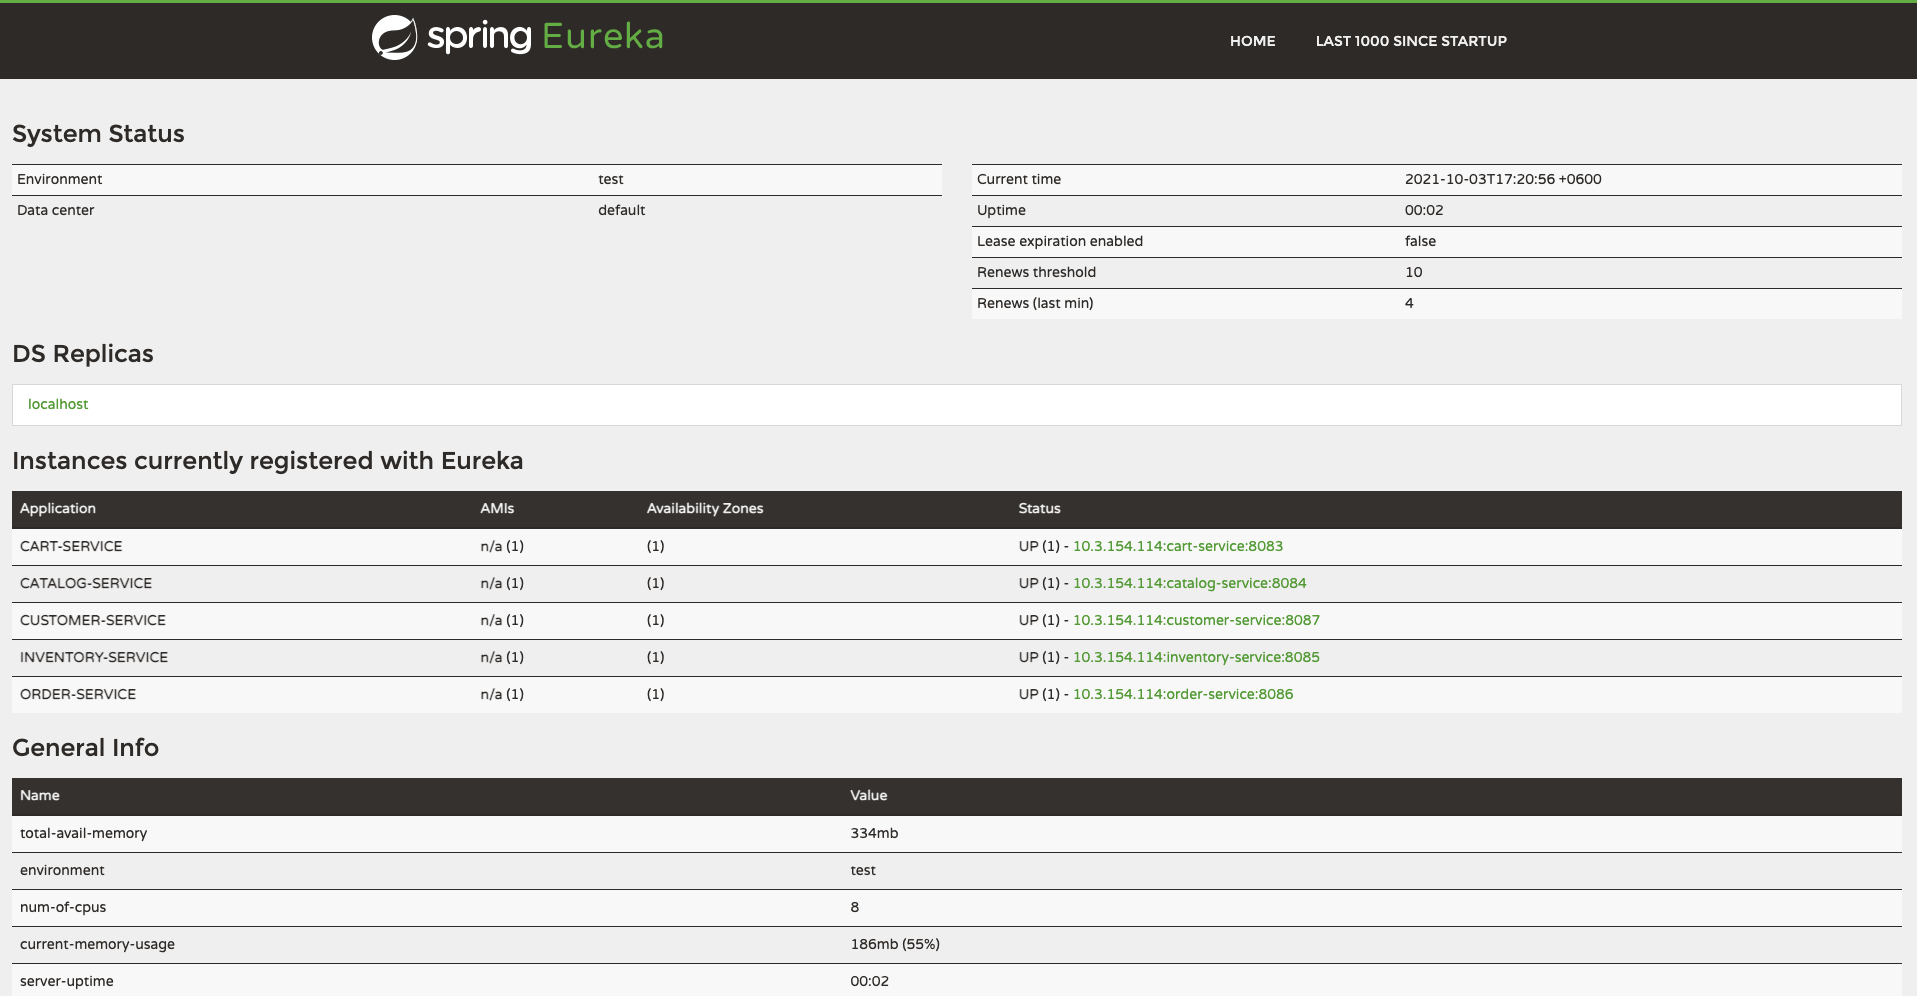 spring Eureka
HOME LAST 1000 SINCE STARTUP
System Status
Environment test
Data center default
Current time 2021-10-03T17:20:56 +0600
Uptime 00:02
Lease expiration enabled false
Renews threshold 10
Renews (last min) 4
DS Replicas
localhost
Instances currently registered with Eureka
Application AMIs Availability Zones Status
CART-SERVICE n/a (1) (1) UP (1) - 10.3.154.114:cart-service:8083
CATALOG-SERVICE n/a (1) (1) UP (1) - 10.3.154.114:catalog-service:8084
CUSTOMER-SERVICE n/a (1) (1) UP (1) - 10.3.154.114:customer-service:8087
INVENTORY-SERVICE n/a (1) (1) UP (1) - 10.3.154.114:inventory-service:8085
ORDER-SERVICE n/a (1) (1) UP (1) - 10.3.154.114:order-service:8086
General Info
Name Value
total-avail-memory 334mb
environment test
num-of-cpus 8
current-memory-usage 186mb (55%)
server-uptime 00:02